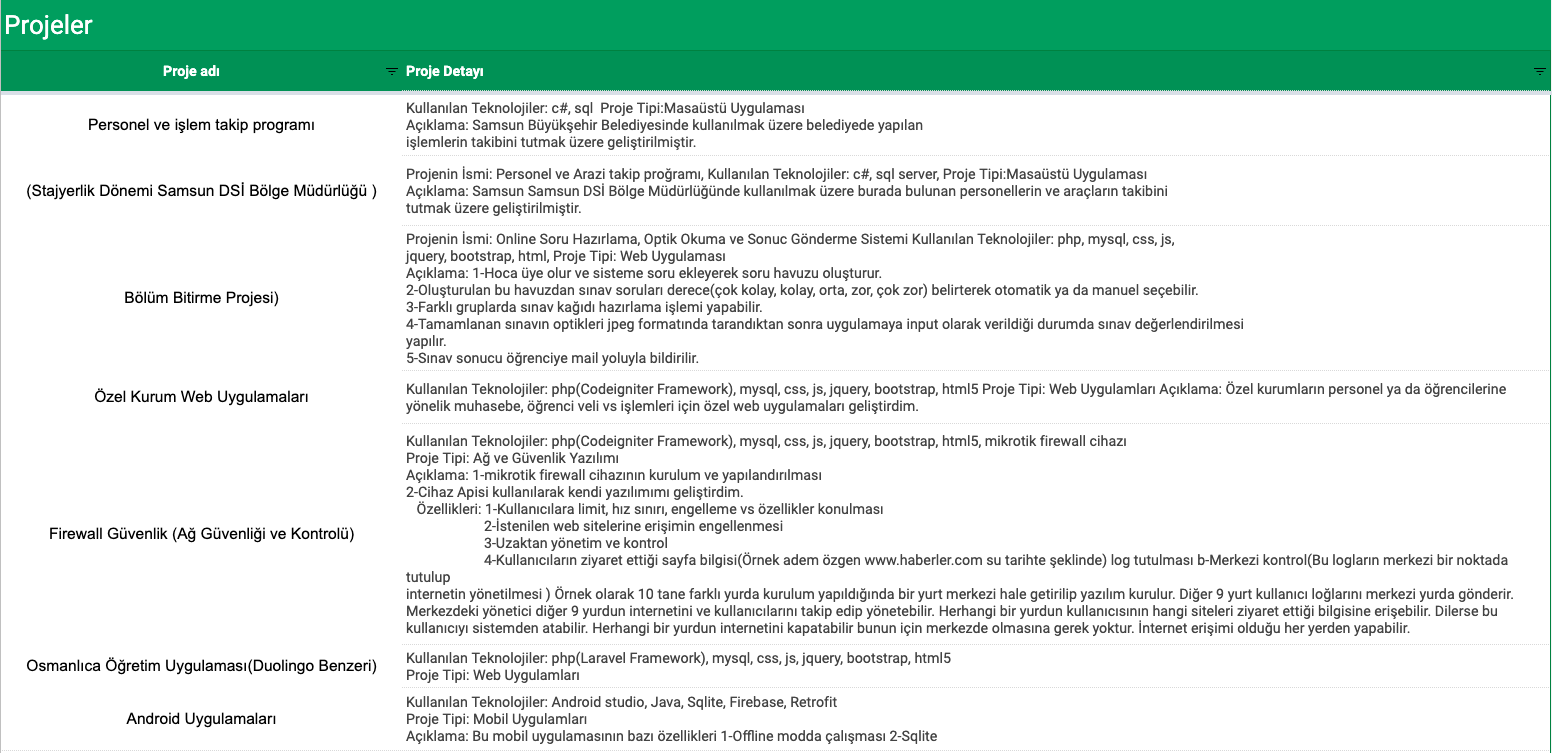 Projeler
Proje adı
Proje Detayı
Personel ve işlem takip programı
Kullanılan Teknolojiler: c#, sql  Proje Tipi:Masaüstü Uygulaması
Açıklama: Samsun Büyükşehir Belediyesinde kullanılmak üzere belediyede yapılan
işlemlerin takibini tutmak üzere geliştirilmiştir.
(Stajyerlik Dönemi Samsun DSİ Bölge Müdürlüğü )
Projenin İsmi: Personel ve Arazi takip proğramı, Kullanılan Teknolojiler: c#, sql server, Proje Tipi:Masaüstü Uygulaması
Açıklama: Samsun Samsun DSİ Bölge Müdürlüğünde kullanılmak üzere burada bulunan personellerin ve araçların takibini
tutmak üzere geliştirilmiştir.
Bölüm Bitirme Projesi)
Projenin İsmi: Online Soru Hazırlama, Optik Okuma ve Sonuc Gönderme Sistemi Kullanılan Teknolojiler: php, mysql, css, js,
jquery, bootstrap, html, Proje Tipi: Web Uygulaması
Açıklama: 1-Hoca üye olur ve sisteme soru ekleyerek soru havuzu oluşturur.
2-Oluşturulan bu havuzdan sınav soruları derece(çok kolay, kolay, orta, zor, çok zor) belirterek otomatik ya da manuel seçebilir.
3-Farklı gruplarda sınav kağıdı hazırlama işlemi yapabilir.
4-Tamamlanan sınavın optikleri jpeg formatında tarandıktan sonra uygulamaya input olarak verildiği durumda sınav değerlendirilmesi
yapılır.
5-Sınav sonucu öğrenciye mail yoluyla bildirilir.
Özel Kurum Web Uygulamaları
Kullanılan Teknolojiler: php(Codeigniter Framework), mysql, css, js, jquery, bootstrap, html5 Proje Tipi: Web Uygulamları Açıklama: Özel kurumların personel ya da öğrencilerine
yönelik muhasebe, öğrenci veli vs işlemleri için özel web uygulamaları geliştirdim.
Firewall Güvenlik (Ağ Güvenliği ve Kontrolü)
Kullanılan Teknolojiler: php(Codeigniter Framework), mysql, css, js, jquery, bootstrap, html5, mikrotik firewall cihazı
Proje Tipi: Ağ ve Güvenlik Yazılımı
Açıklama: 1-mikrotik firewall cihazının kurulum ve yapılandırılması
2-Cihaz Apisi kullanılarak kendi yazılımımı geliştirdim.
Özellikleri: 1-Kullanıcılara limit, hız sınırı, engelleme vs özellikler konulması
2-İstenilen web sitelerine erişimin engellenmesi
3-Uzaktan yönetim ve kontrol
4-Kullanıcıların ziyaret ettiği sayfa bilgisi(Örnek adem özgen www.haberler.com su tarihte şeklinde) log tutulması b-Merkezi kontrol(Bu logların merkezi bir noktada
tutulup
internetin yönetilmesi ) Örnek olarak 10 tane farklı yurda kurulum yapıldığında bir yurt merkezi hale getirilip yazılım kurulur. Diğer 9 yurt kullanıcı loğlarını merkezi yurda gönderir.
Merkezdeki yönetici diğer 9 yurdun internetini ve kullanıcılarını takip edip yönetebilir. Herhangi bir yurdun kullanıcısının hangi siteleri ziyaret ettiği bilgisine erişebilir. Dilerse bu
kullanıcıyı sistemden atabilir. Herhangi bir yurdun internetini kapatabilir bunun için merkezde olmasına gerek yoktur. İnternet erişimi olduğu her yerden yapabilir.
Osmanlıca Öğretim Uygulaması(Duolingo Benzeri)
Kullanılan Teknolojiler: php(Laravel Framework), mysql, css, js, jquery, bootstrap, html5
Proje Tipi: Web Uygulamları
Android Uygulamaları
Kullanılan Teknolojiler: Android studio, Java, Sqlite, Firebase, Retrofit
Proje Tipi: Mobil Uygulamları
Açıklama: Bu mobil uygulamasının bazı özellikleri 1-Offline modda çalışması 2-Sqlite